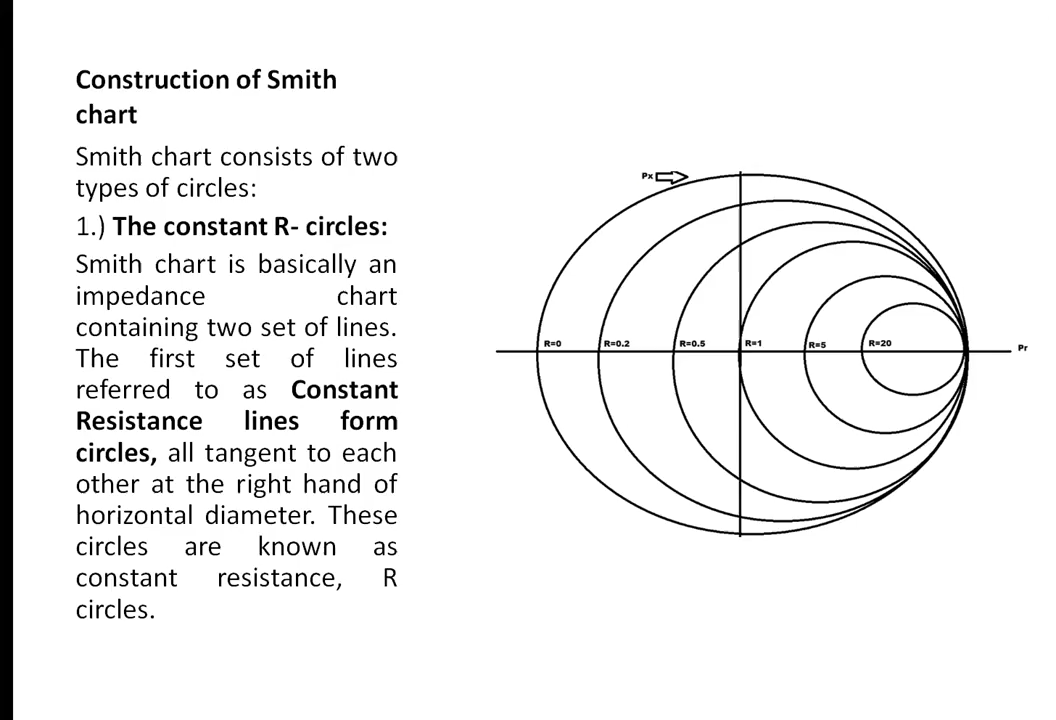 Construction of Smith
chart
Smith chart consists of two
types of circles:
1.) The constant R- circles:
Smith chart is basically an
impedance chart
containing two set of lines.
The first set of lines
referred to as Constant
Resistance lines form
circles, all tangent to each
other at the right hand of
horizontal diameter. These
circles are known as
constant resistance, R
circles.
Px
R=0 R=0.2 R=0.5 R=1 R=5 R=20 Pr